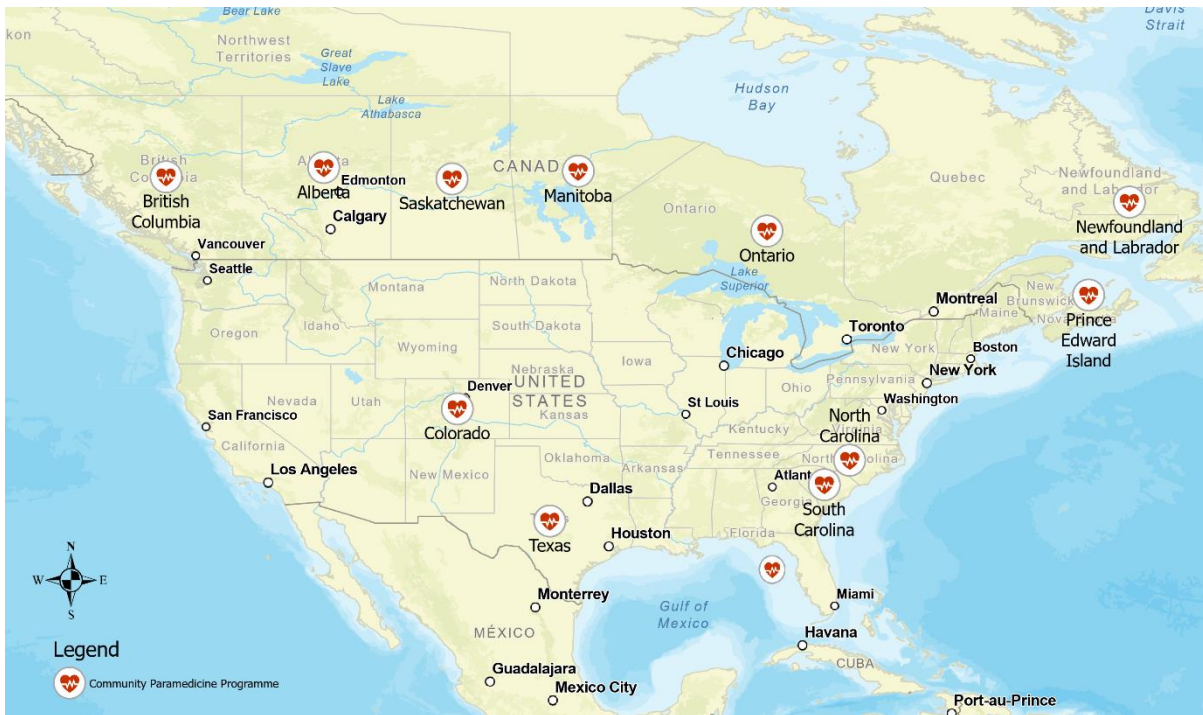 Bear Lake
Davis
Strait
kon
Northwest
Territories
Great
Slave
Lake
Lake
Athabasca
Hudson
Bay
British
Columbia
British
Columbia
Alberta
Edmonton
Calgary
Saskatchewan
CANAD
Manitoba
Ontario
Ontario
Quebec
Newfoundland
and Labrador
Newfoundland
and Labrador
Vancouver
Seattle
Lake
Superior
Montana
North Dakota
South Dakota
Oregon
Idaho
Wyoming
Iowa
Nebraska
Montreal
Toronto
New
Brunswick
Maine
Prince
Edward
Island
Chicago
New York
Boston
New York
Pennsylvania
Ohio
Washington
Denver
UNITED
STATES
Nevada
Utah
Colorado
Kansas
St Louis
Kentucky
Virginia
North
Carolina
San Francisco
California
Los Angeles
New Mexico
Oklahoma
Arkansas
Tennessee
Atlant
Georgia
South
Carolina
Dallas
Texas
Houston
Florida
Miami
Monterrey
Gulf of
Mexico
MÉXICO
Havana
CUBA
Guadalajara
Mexico City
Port-au-Prince
N
W
E
S
Legend
Community Paramedicine Programme